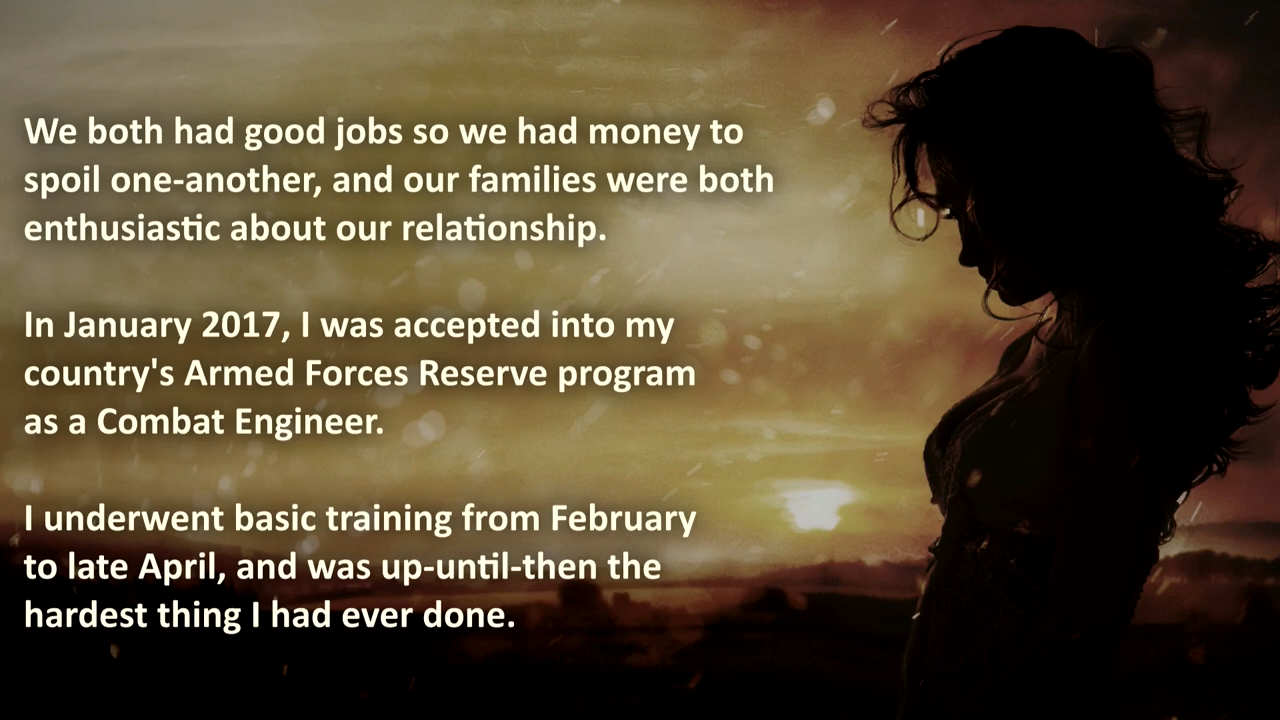 We both had good jobs so we had money to
spoil one-another, and our families were both
enthusiastic about our relationship.
In January 2017, I was accepted into my
country's Armed Forces Reserve program
as a Combat Engineer.
I underwent basic training from February
to late April, and was up-until-then the
hardest thing I had ever done.